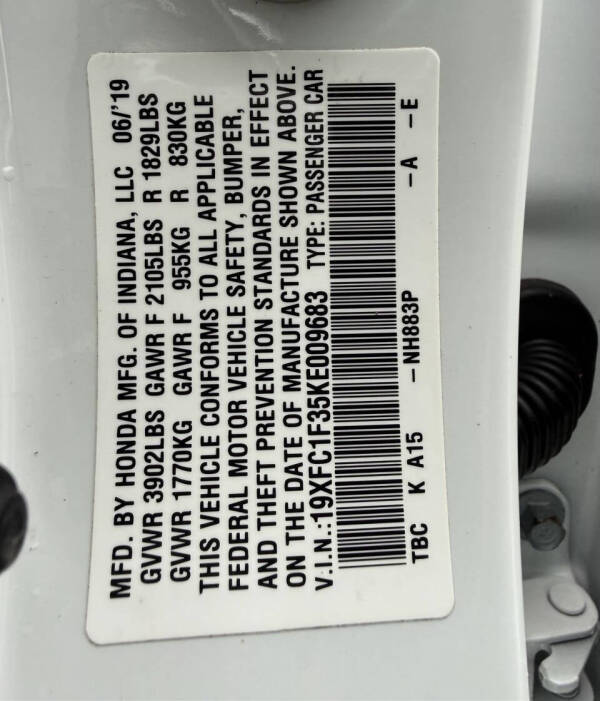 MFD. BY HONDA MFG. OF INDIANA, LLC 06/'19
GVWR 3902LBS GAWR F 2105LBS R 1829LBS
GVWR 1770KG GAWR F 955KG R 830KG
THIS VEHICLE CONFORMS TO ALL APPLICABLE
FEDERAL MOTOR VEHICLE SAFETY, BUMPER,
AND THEFT PREVENTION STANDARDS IN EFFECT
ON THE DATE OF MANUFACTURE SHOWN ABOVE.
V.I.N.:19XFC1F35KE009683 TYPE: PASSENGER CAR
TBC K A15 -NH883P -A -E